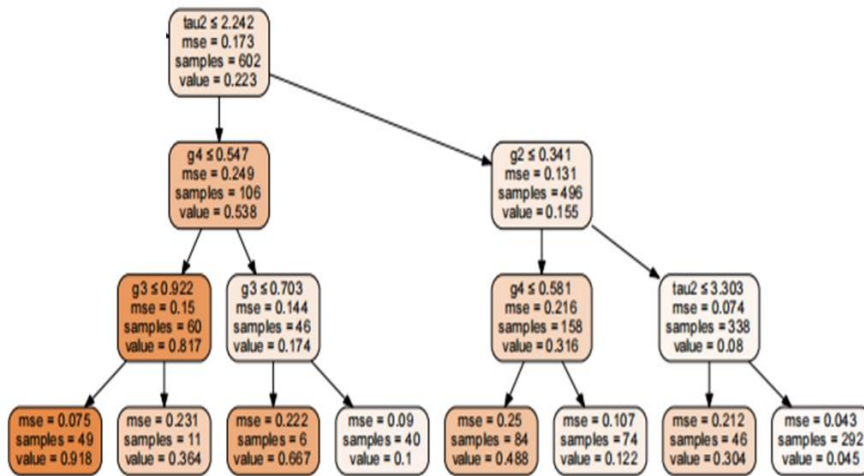 tau2 ≤ 2.242
mse = 0.173
samples = 602
value = 0.223
g4 ≤ 0.547
mse = 0.249
samples = 106
value = 0.538
g2 ≤ 0.341
mse = 0.131
samples = 496
value = 0.155
g3 ≤ 0.922
mse = 0.15
samples = 60
value = 0.817
g3 ≤ 0.703
mse = 0.144
samples = 46
value = 0.174
g4 ≤ 0.581
mse = 0.216
samples = 158
value = 0.316
tau2 ≤ 3.303
mse = 0.074
samples = 338
value = 0.08
mse = 0.075
samples = 49
value = 0.918
mse = 0.231
samples = 11
value = 0.364
mse = 0.222
samples = 6
value = 0.667
mse = 0.09
samples = 40
value = 0.1
mse = 0.25
samples = 84
value = 0.488
mse = 0.107
samples = 74
value = 0.122
mse = 0.212
samples = 46
value = 0.304
mse = 0.043
samples = 292
value = 0.045